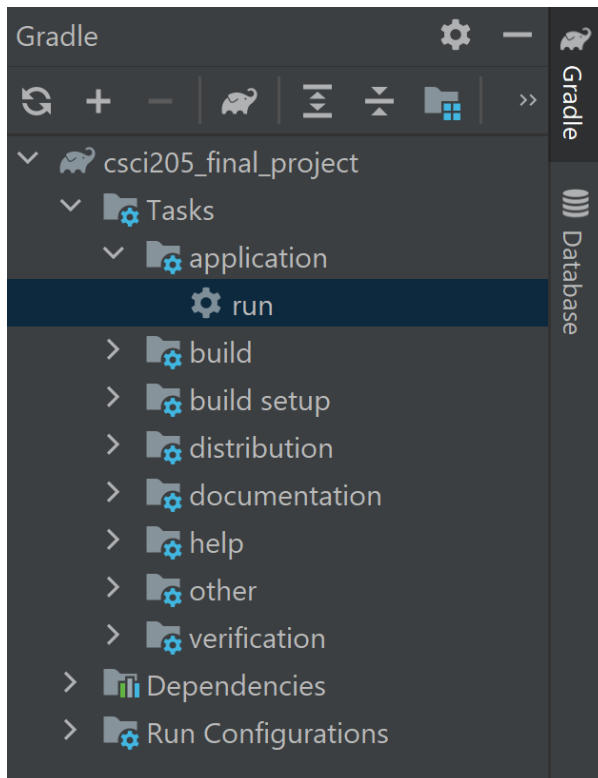 Gradle
csci205_final_project
Tasks
application
run
build
build setup
distribution
documentation
help
other
verification
Dependencies
Run Configurations
Gradle
Database